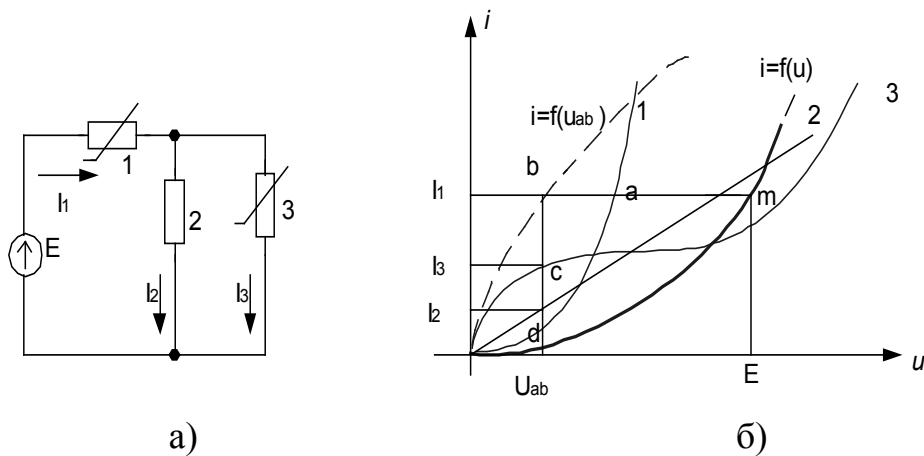 1
2
3
I1
E
I2
I3
а)
i
i=f(uab)
1
i=f(u)
2
3
b
a
m
I1
I3
c
I2
d
Uab
E
u
б)